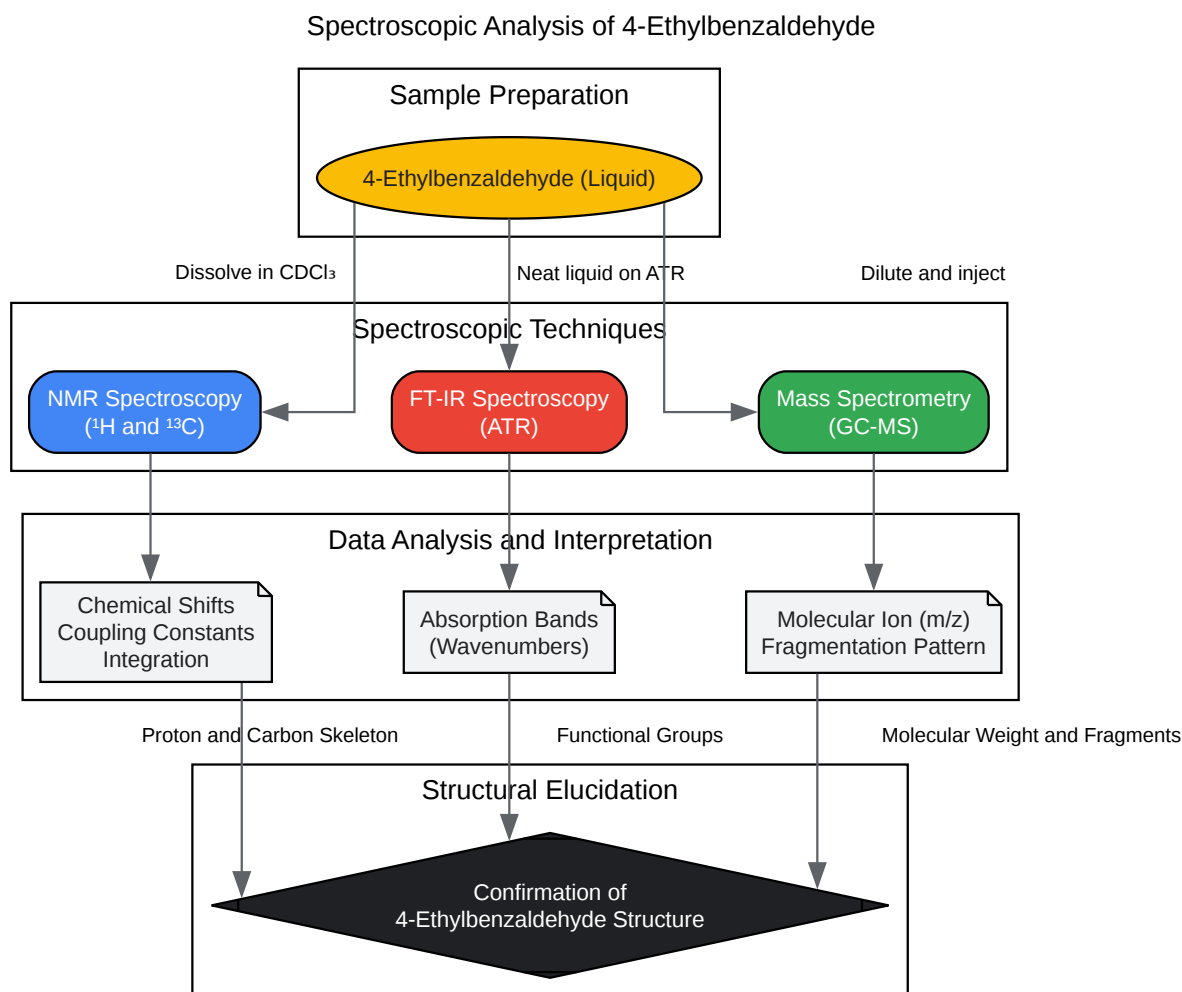 Spectroscopic Analysis of 4-Ethylbenzaldehyde
Sample Preparation
4-Ethylbenzaldehyde (Liquid)
Dissolve in CDCl₃
Neat liquid on ATR
Dilute and inject
Spectroscopic Techniques
NMR Spectroscopy
(¹H and ¹³C)
FT-IR Spectroscopy
(ATR)
Mass Spectrometry
(GC-MS)
Data Analysis and Interpretation
Chemical Shifts
Coupling Constants
Integration
Absorption Bands
(Wavenumbers)
Molecular Ion (m/z)
Fragmentation Pattern
Proton and Carbon Skeleton
Functional Groups
Molecular Weight and Fragments
Structural Elucidation
Confirmation of
4-Ethylbenzaldehyde Structure